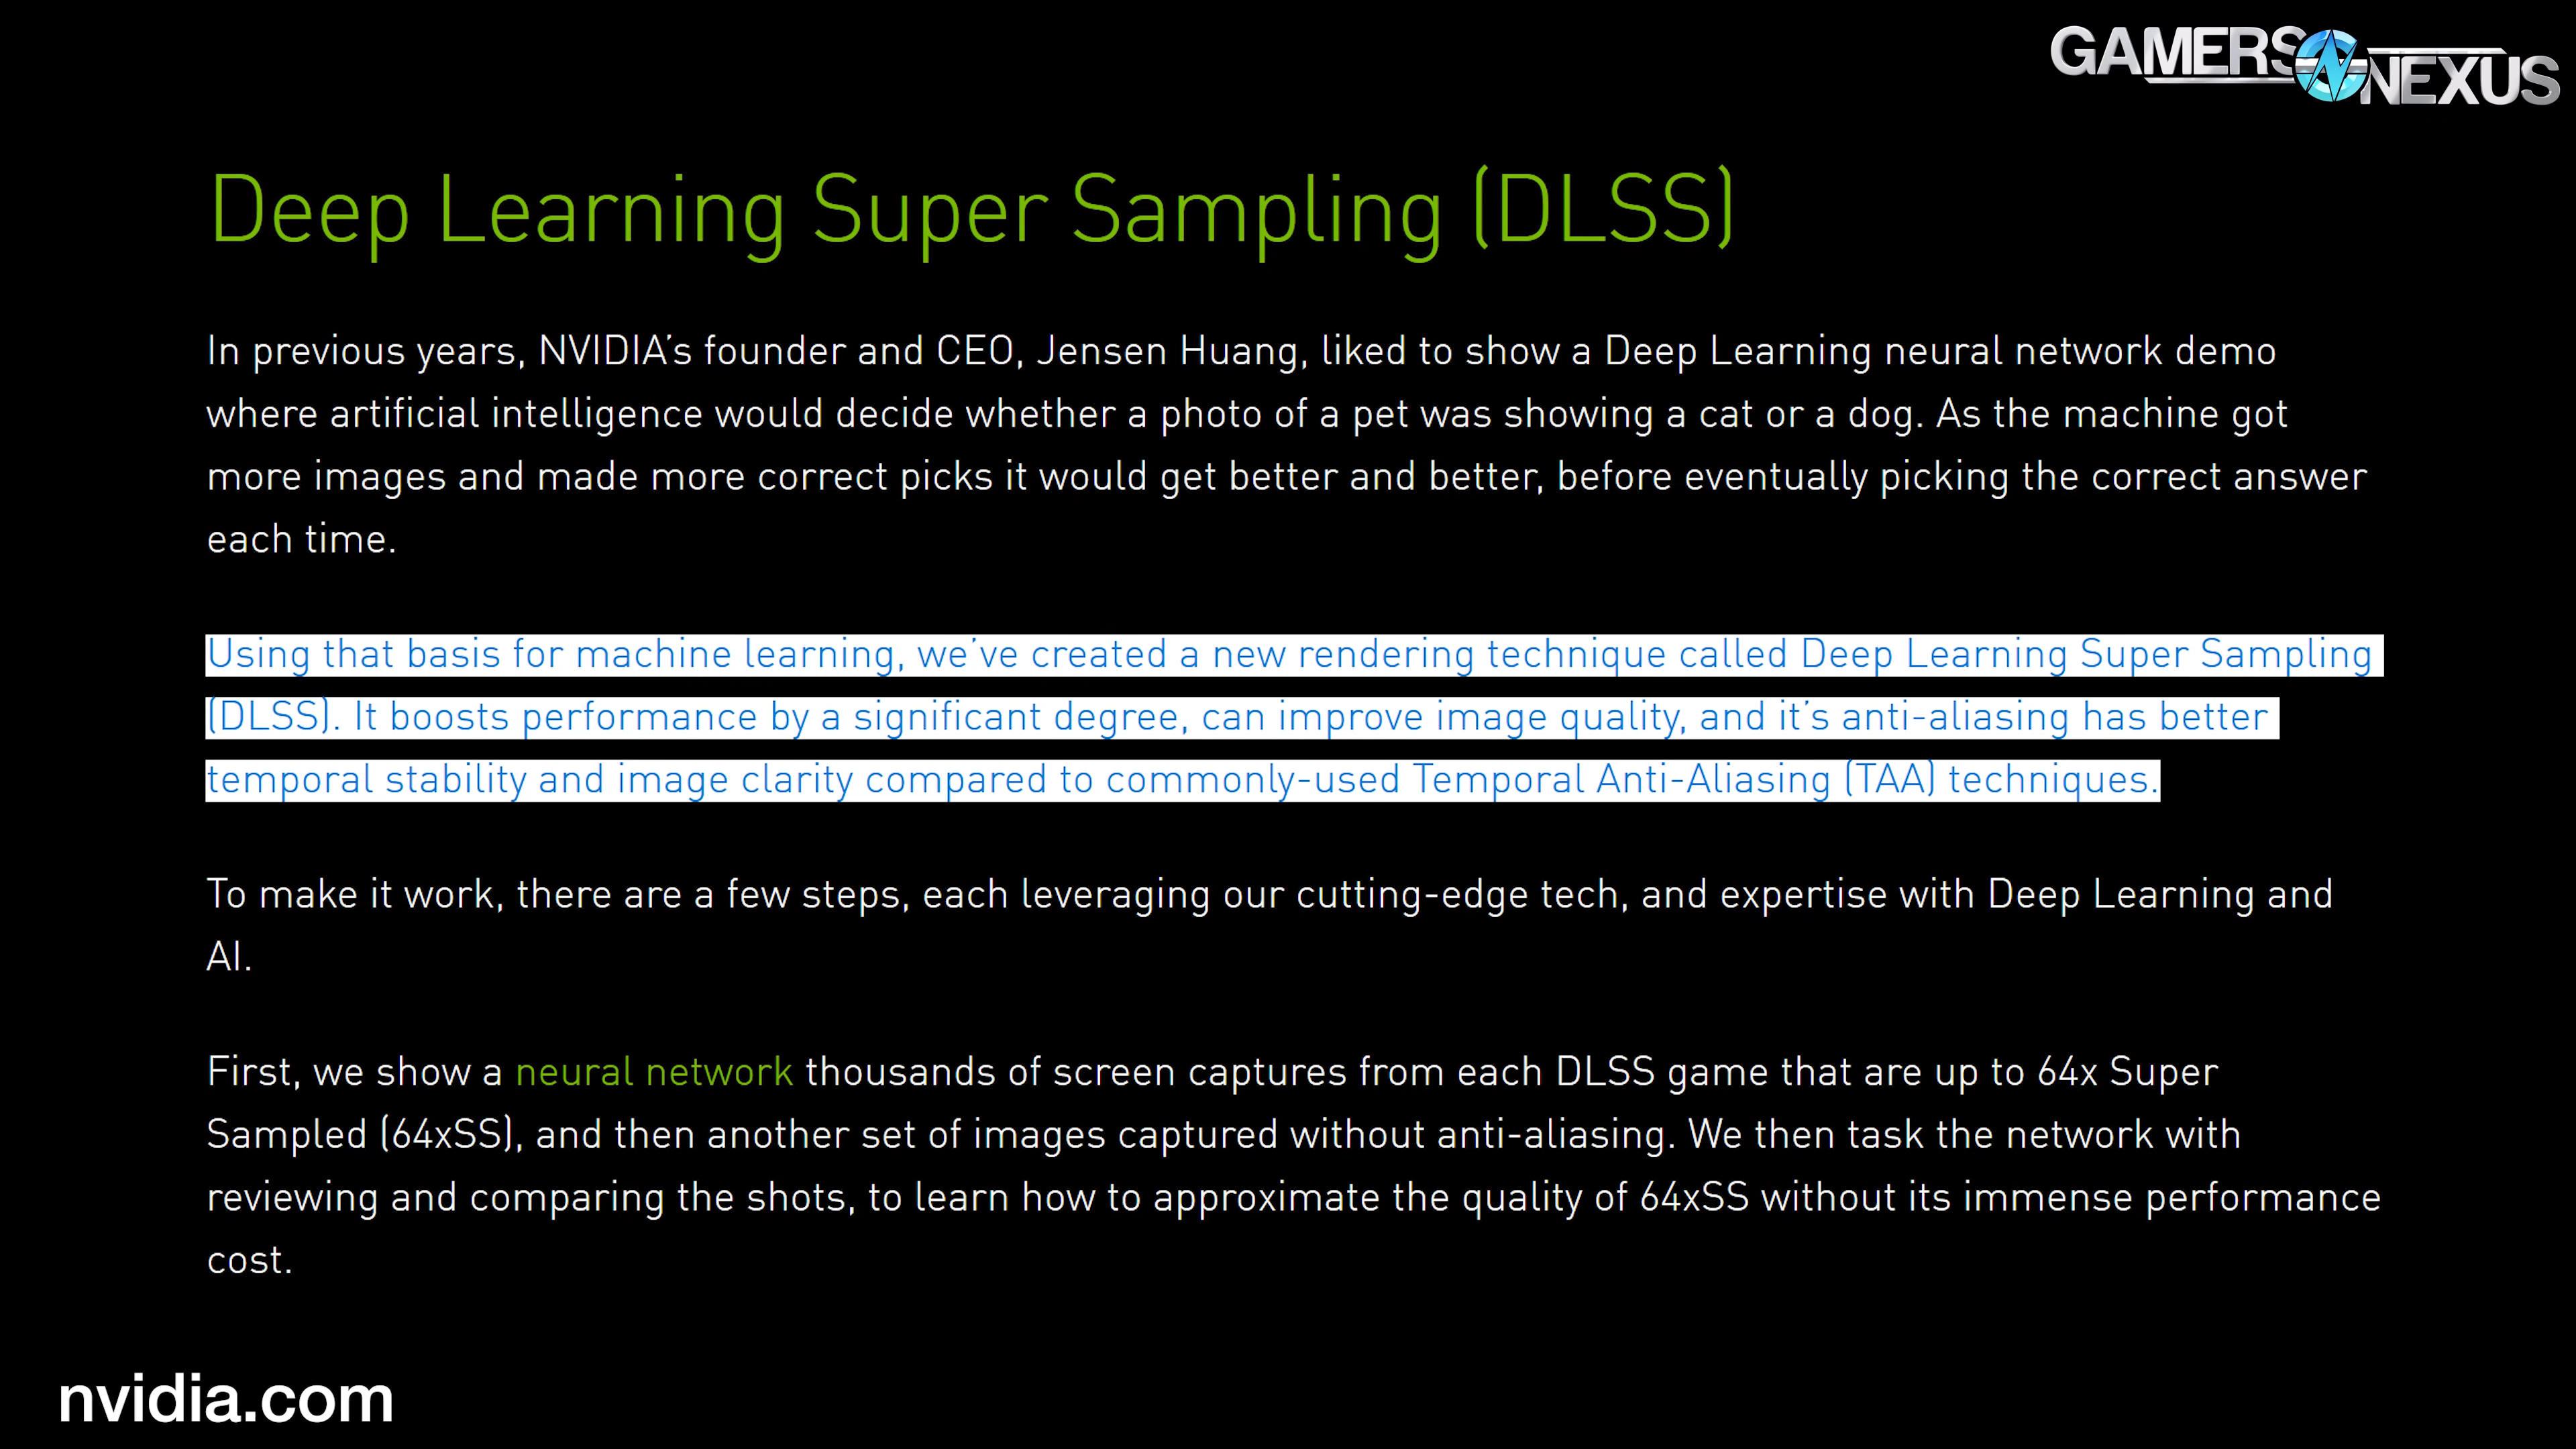 GAMERS NEXUS
Deep Learning Super Sampling (DLSS)
In previous years, NVIDIA’s founder and CEO, Jensen Huang, liked to show a Deep Learning neural network demo
where artificial intelligence would decide whether a photo of a pet was showing a cat or a dog. As the machine got
more images and made more correct picks it would get better and better, before eventually picking the correct answer
each time.
Using that basis for machine learning, we’ve created a new rendering technique called Deep Learning Super Sampling
(DLSS). It boosts performance by a significant degree, can improve image quality, and it’s anti-aliasing has better
temporal stability and image clarity compared to commonly-used Temporal Anti-Aliasing (TAA) techniques.
To make it work, there are a few steps, each leveraging our cutting-edge tech, and expertise with Deep Learning and
AI.
First, we show a neural network thousands of screen captures from each DLSS game that are up to 64x Super
Sampled (64xSS), and then another set of images captured without anti-aliasing. We then task the network with
reviewing and comparing the shots, to learn how to approximate the quality of 64xSS without its immense performance
cost.
nvidia.com